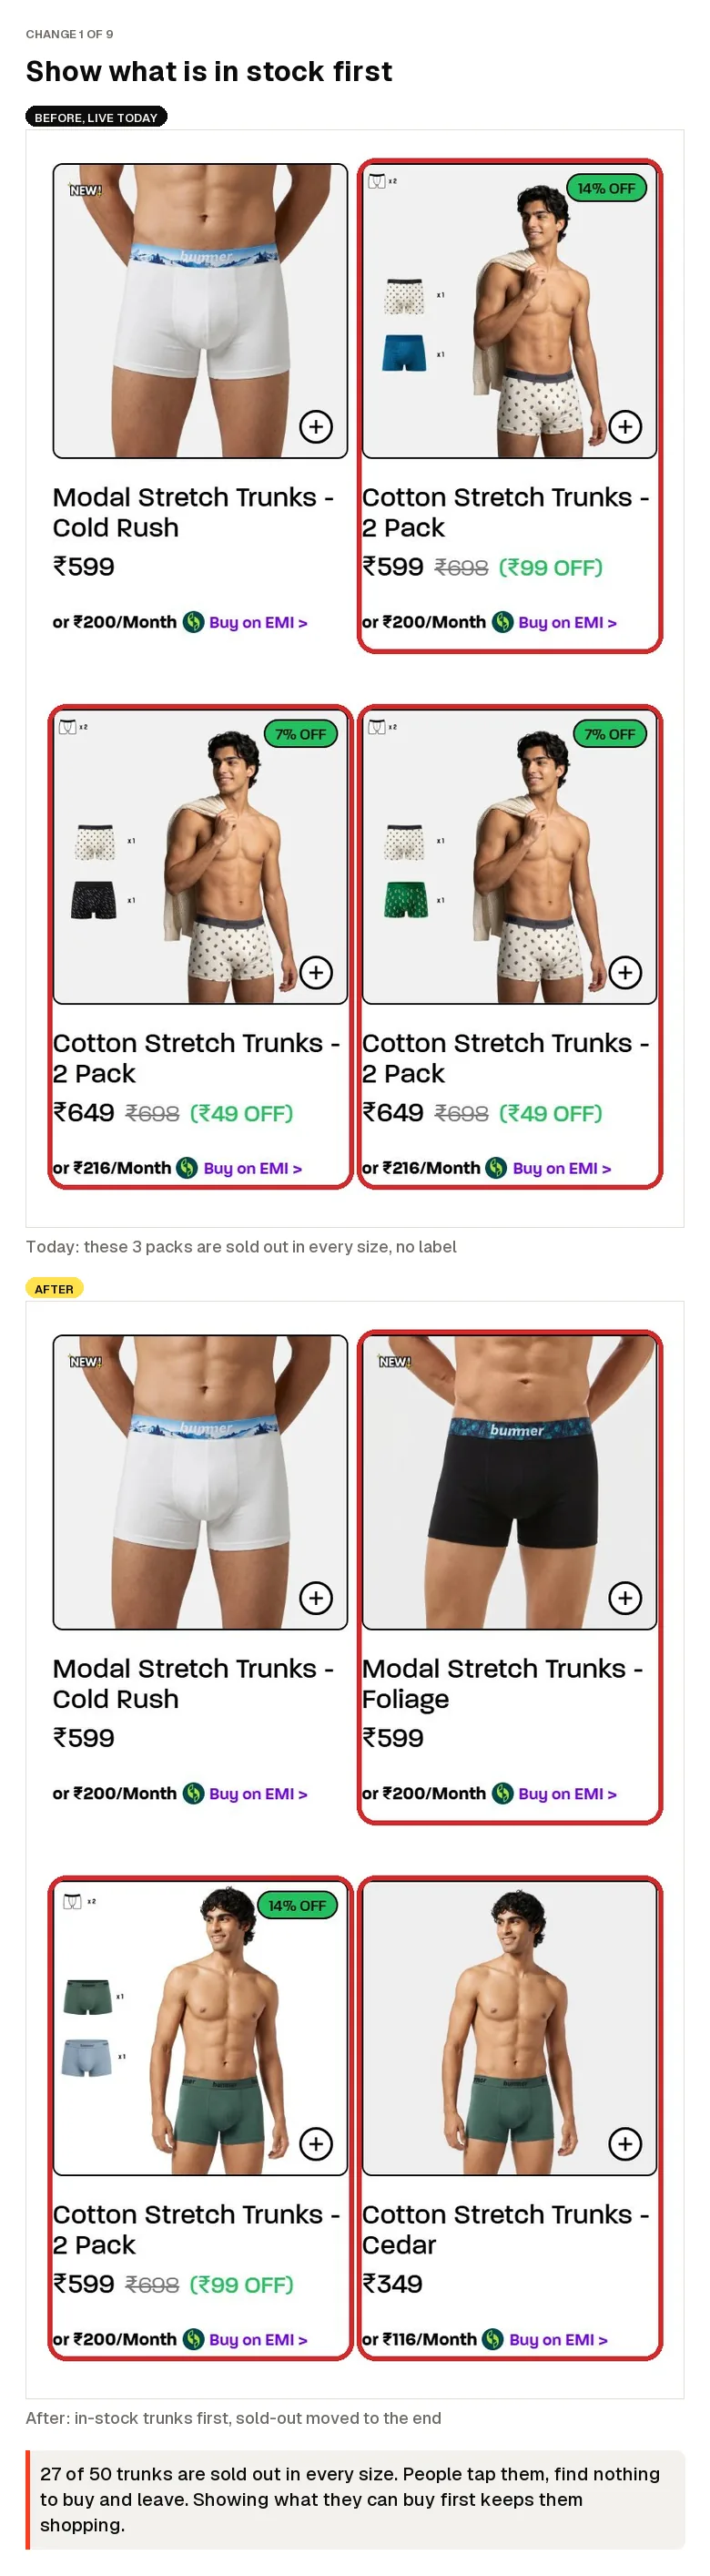 CHANGE 1 OF 9
Show what is in stock first
BEFORE, LIVE TODAY
NEW!
bummer
x2
14% OFF
x1
x1
Modal Stretch Trunks -
Cold Rush
₹599
or ₹200/Month Buy on EMI >
Cotton Stretch Trunks -
2 Pack
₹599 ₹698 (₹99 OFF)
or ₹200/Month Buy on EMI >
x2
7% OFF
x1
x1
x2
7% OFF
x1
x1
Cotton Stretch Trunks -
2 Pack
₹649 ₹698 (₹49 OFF)
or ₹216/Month Buy on EMI >
Cotton Stretch Trunks -
2 Pack
₹649 ₹698 (₹49 OFF)
or ₹216/Month Buy on EMI >
Today: these 3 packs are sold out in every size, no label
AFTER
NEW!
bummer
NEW!
bummer
Modal Stretch Trunks -
Cold Rush
₹599
or ₹200/Month Buy on EMI >
Modal Stretch Trunks -
Foliage
₹599
or ₹200/Month Buy on EMI >
x2
14% OFF
x1
bummer
x1
bummer
bummer
Cotton Stretch Trunks -
2 Pack
₹599 ₹698 (₹99 OFF)
or ₹200/Month Buy on EMI >
Cotton Stretch Trunks -
Cedar
₹349
or ₹116/Month Buy on EMI >
After: in-stock trunks first, sold-out moved to the end
27 of 50 trunks are sold out in every size. People tap them, find nothing
to buy and leave. Showing what they can buy first keeps them
shopping.